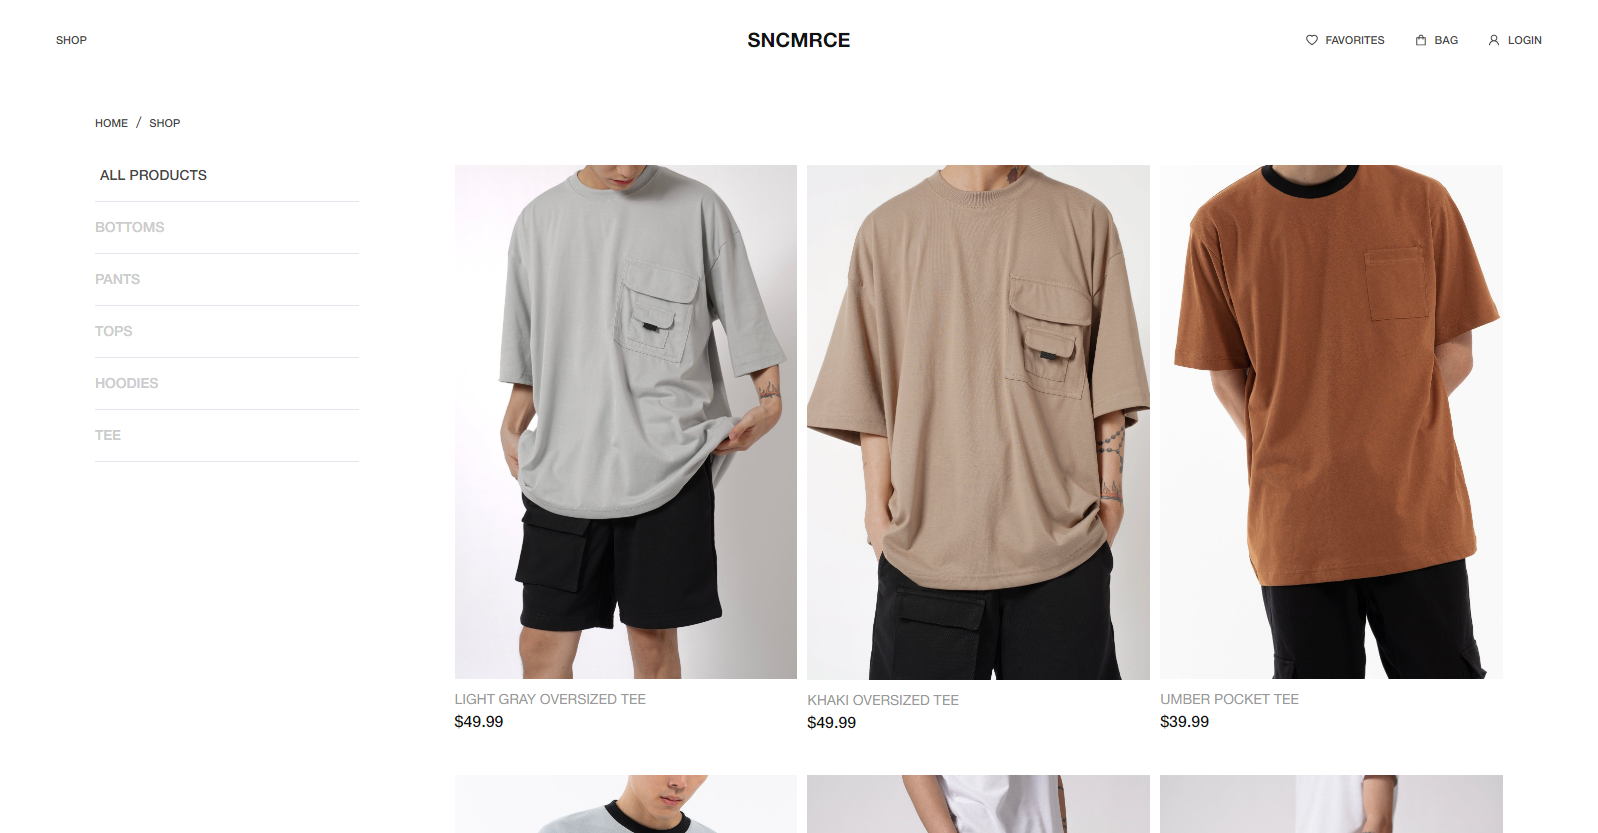 SHOP
SNCMRCE
FAVORITES
BAG
LOGIN
HOME / SHOP
ALL PRODUCTS
BOTTOMS
PANTS
TOPS
HOODIES
TEE
LIGHT GRAY OVERSIZED TEE
$49.99
KHAKI OVERSIZED TEE
$49.99
UMBER POCKET TEE
$39.99